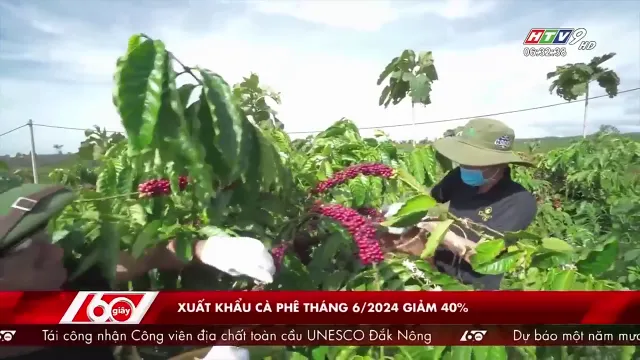 HTV9 HD
06:32:38
60 giây
XUẤT KHẨU CÀ PHÊ THÁNG 6/2024 GIẢM 40%
Tái công nhận Công viên địa chất toàn cầu UNESCO Đắk Nông 60 Dự báo một năm mưa